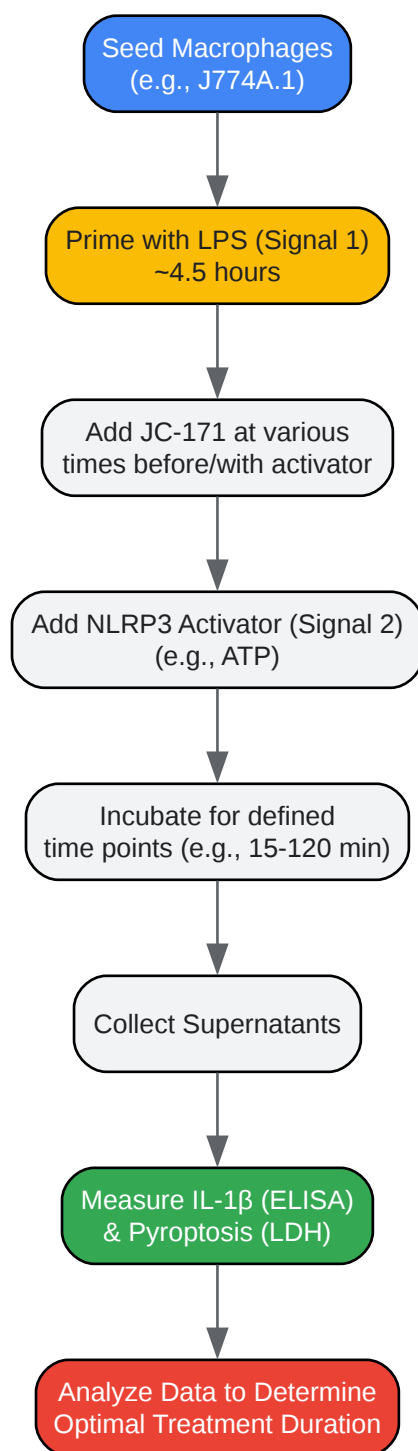 Seed Macrophages
(e.g., J774A.1)
Prime with LPS (Signal 1)
~4.5 hours
Add JC-171 at various
times before/with activator
Add NLRP3 Activator (Signal 2)
(e.g., ATP)
Incubate for defined
time points (e.g., 15-120 min)
Collect Supernatants
Measure IL-1β (ELISA)
& Pyroptosis (LDH)
Analyze Data to Determine
Optimal Treatment Duration